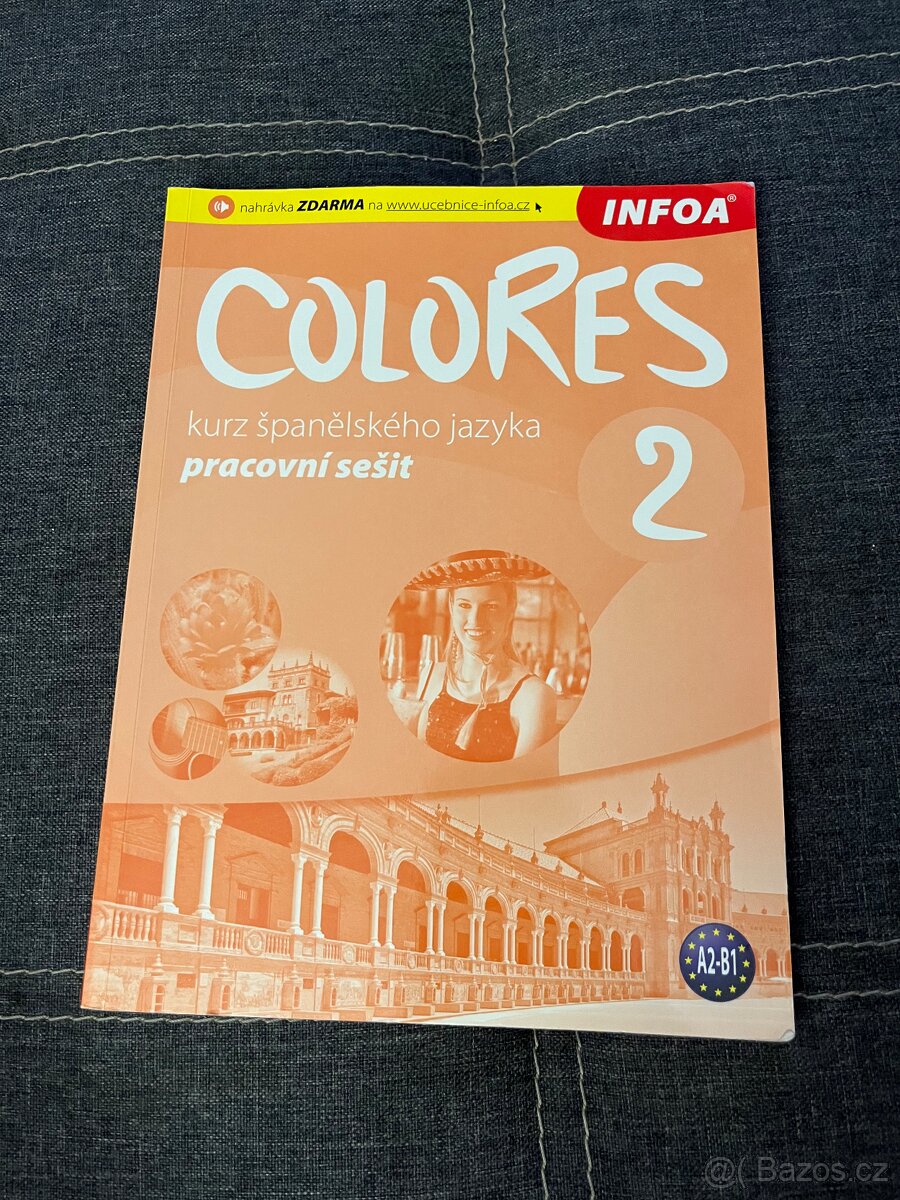 nahrávka ZDARMA na www.ucebnice-infoa.cz
INFOA®
COLORES
kurz španělského jazyka
pracovní sešit
2
A2-B1
@( Bazos.cz